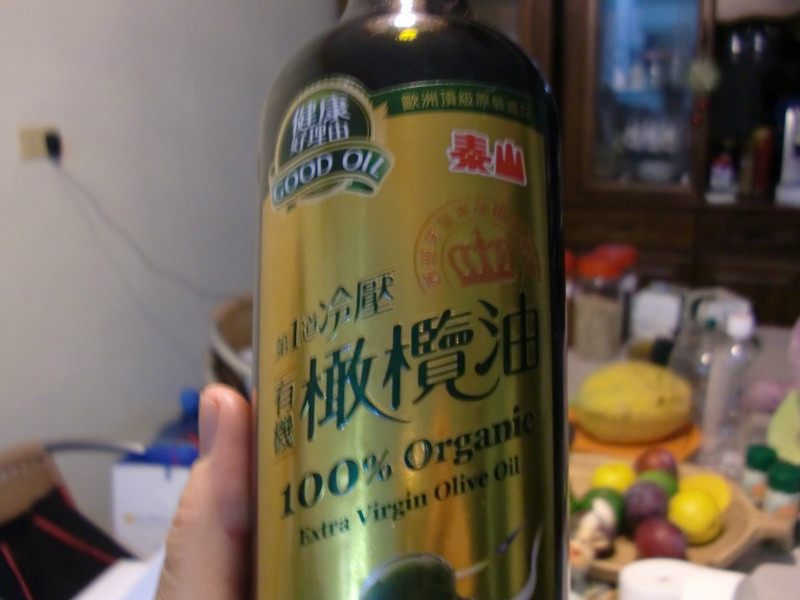 歐洲頂級原裝進口
健康
好理由
GOOD OIL
泰山
第1道冷壓
有機
橄欖油
100% Organic
Extra Virgin Olive Oil